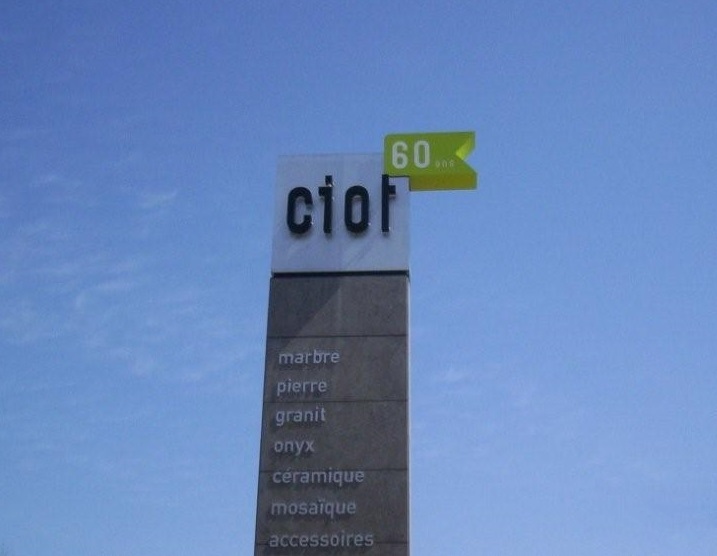 60 ans
ciot
marbre
pierre
granit
onyx
céramique
mosaïque
accessoires